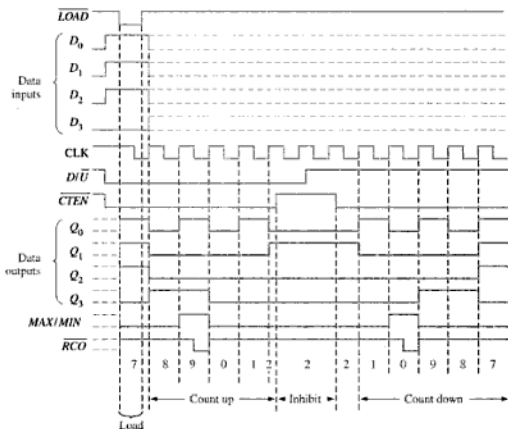 LOAD
D0
D1
Data
inputs
D2
D3
CLK
D/U
CTEN
Q0
Q1
Data
outputs
Q2
Q3
MAX/MIN
RCO
7 8 9 0 1 2 2 2 1 0 9 8 7
Count up Inhibit Count down
Load